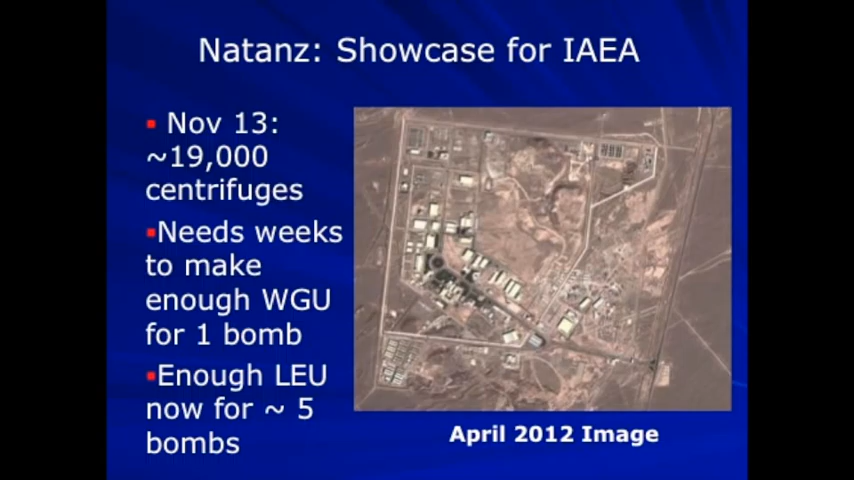 Natanz: Showcase for IAEA
▪ Nov 13:
~19,000
centrifuges
▪Needs weeks
to make
enough WGU
for 1 bomb
▪Enough LEU
now for ~ 5
bombs
April 2012 Image